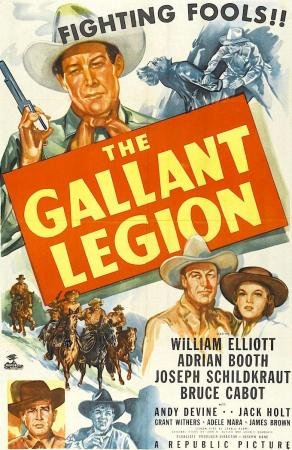 FIGHTING FOOLS!!
THE
GALLANT
LEGION
WILLIAM ELLIOTT
ADRIAN BOOTH
JOSEPH SCHILDKRAUT
BRUCE CABOT
WITH
ANDY DEVINE · · JACK HOLT
GRANT WITHERS · ADELE MARA · JAMES BROWN
A REPUBLIC PICTURE